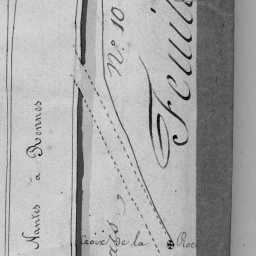 Nantes a Rennes
N.o 10
Feuille
Croix de la Roc